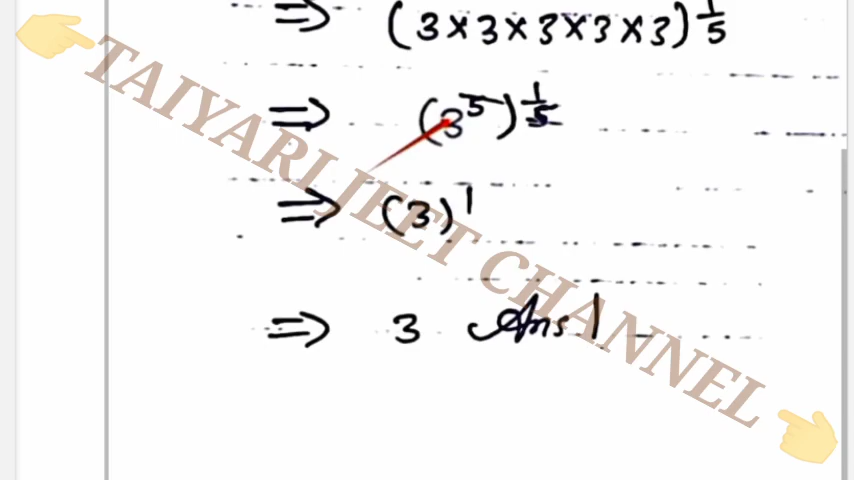 ⇒ (3×3×3×3×3)^1/5
⇒ (3^5)^1/5
⇒ (3)^1
⇒ 3 Ans
TAIYARI JEET CHANNEL